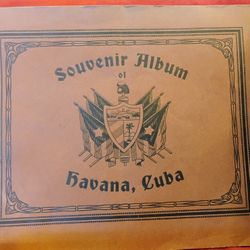 Souvenir Album
of
Havana, Cuba